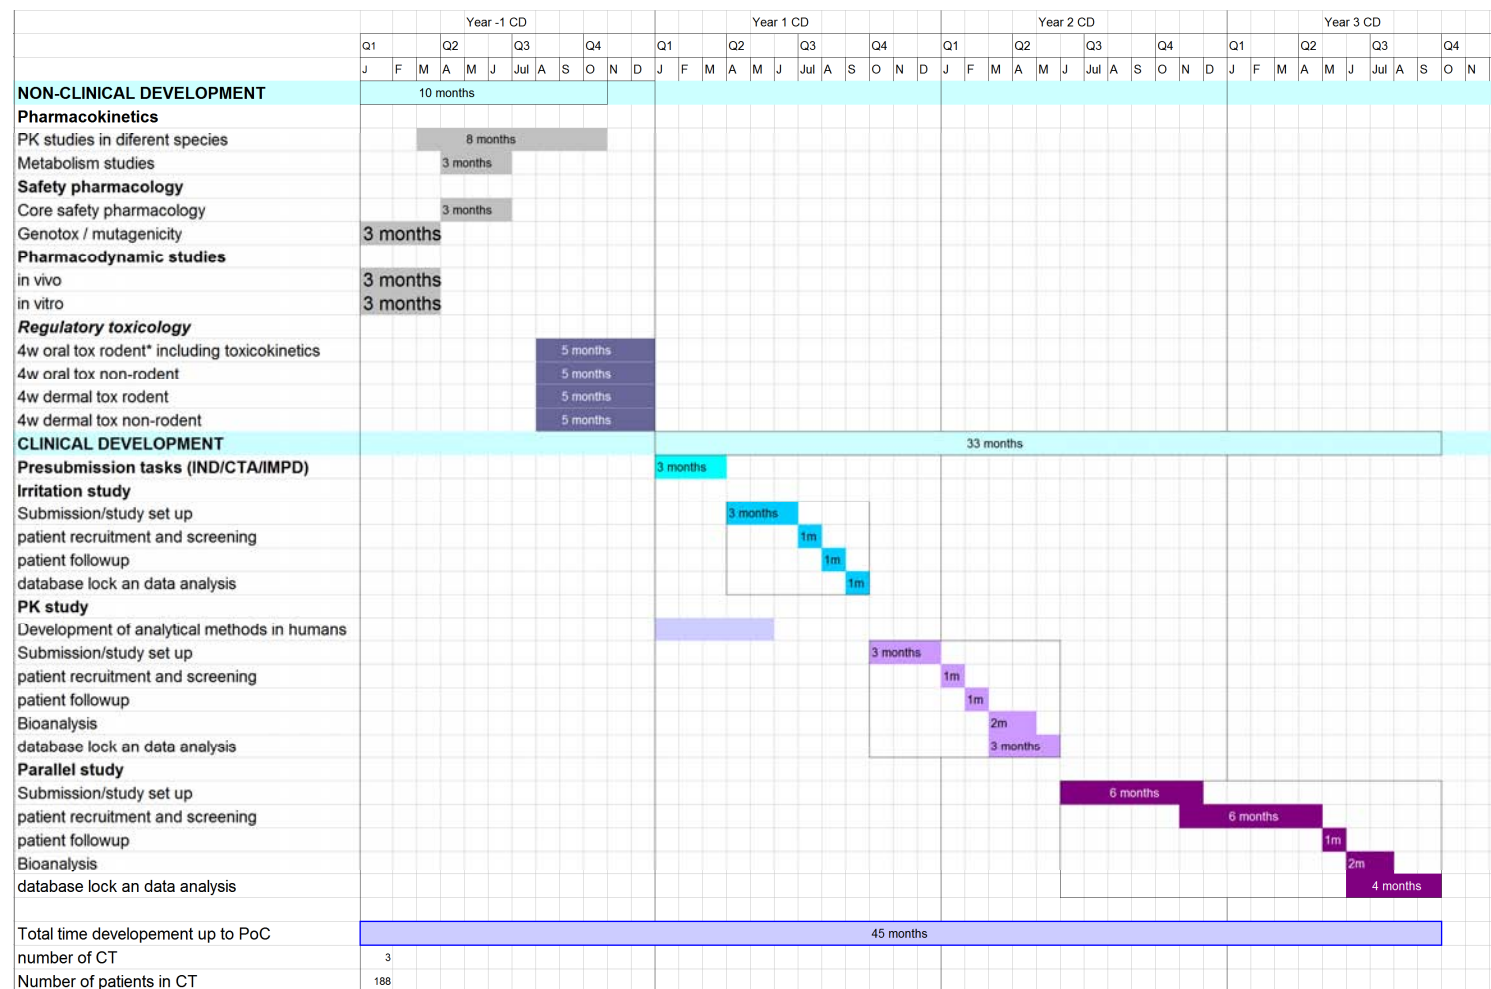 Year -1 CD Year 1 CD Year 2 CD Year 3 CD
Q1 Q2 Q3 Q4 Q1 Q2 Q3 Q4 Q1 Q2 Q3 Q4 Q1 Q2 Q3 Q4
J F M A M J Jul A S O N D J F M A M J Jul A S O N D J F M A M J Jul A S O N D J F M A M J Jul A S O N
NON-CLINICAL DEVELOPMENT 10 months
Pharmacokinetics
PK studies in diferent species 8 months
Metabolism studies 3 months
Safety pharmacology
Core safety pharmacology 3 months
Genotox / mutagenicity 3 months
Pharmacodynamic studies
in vivo 3 months
in vitro 3 months
Regulatory toxicology
4w oral tox rodent* including toxicokinetics 5 months
4w oral tox non-rodent 5 months
4w dermal tox rodent 5 months
4w dermal tox non-rodent 5 months
CLINICAL DEVELOPMENT 33 months
Presubmission tasks (IND/CTA/IMPD) 3 months
Irritation study
Submission/study set up 3 months
patient recruitment and screening 1m
patient followup 1m
database lock an data analysis 1m
PK study
Development of analytical methods in humans
Submission/study set up 3 months
patient recruitment and screening 1m
patient followup 1m
Bioanalysis 2m
database lock an data analysis 3 months
Parallel study
Submission/study set up 6 months
patient recruitment and screening 6 months
patient followup 1m
Bioanalysis 2m
database lock an data analysis 4 months
Total time developement up to PoC 45 months
number of CT 3
Number of patients in CT 188